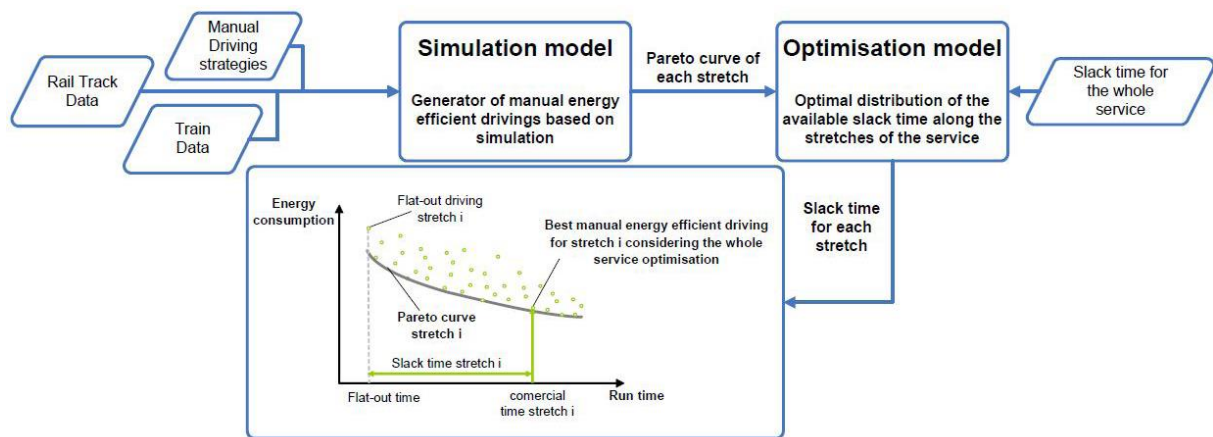 Manual
Driving
strategies
Rail Track
Data
Train
Data
Simulation model
Generator of manual energy
efficient drivings based on
simulation
Pareto curve of
each stretch
Optimisation model
Optimal distribution of the
available slack time along the
stretches of the service
Slack time for
the whole
service
Slack time
for each
stretch
Energy
consumption
Flat-out driving
stretch i
Best manual energy efficient driving
for stretch i considering the whole
service optimisation
Pareto curve
stretch i
Slack time stretch i
Flat-out time
comercial
time stretch i
Run time